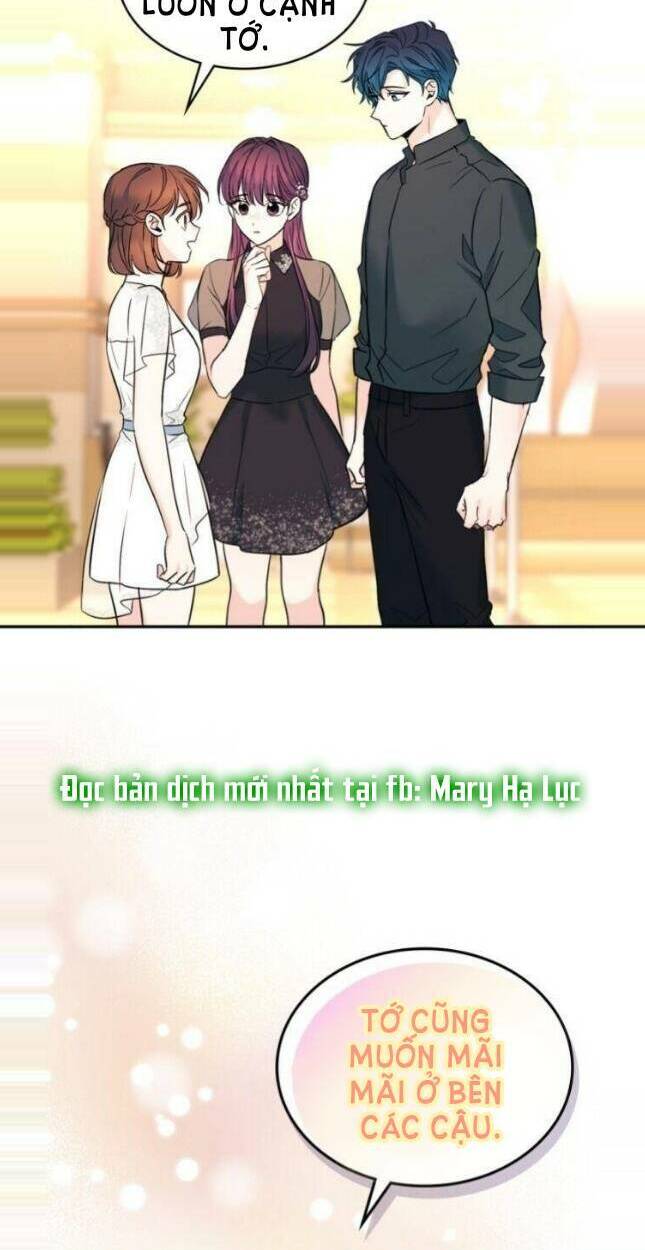 LUÔN Ở CẠNH
TỚ.
Đọc bản dịch mới nhất tại fb: Mary Hạ Lục
TỚ CŨNG
MUỐN MÃI
MÃI Ở BÊN
CÁC CẬU.